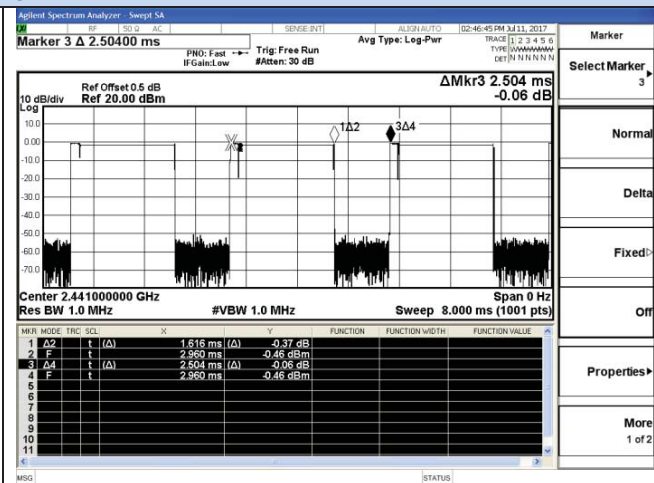 Agilent Spectrum Analyzer - Swept SA
RF 50 Ω AC SENSE:INT ALIGN AUTO 02:46:45 PM Jul 11, 2017
Marker 3 Δ 2.50400 ms
PNO: Fast
IFGain:Low
Trig: Free Run
#Atten: 30 dB
Avg Type: Log-Pwr
TRACE 1 2 3 4 5 6
TYPE WWWWWWW
DET N N N N N N
Ref Offset 0.5 dB
10 dB/div Ref 20.00 dBm
Log
ΔMkr3 2.504 ms
-0.06 dB
10.0
0.00
-10.0
-20.0
-30.0
-40.0
-50.0
-60.0
-70.0
1Δ2
3Δ4
Center 2.441000000 GHz Span 0 Hz
Res BW 1.0 MHz #VBW 1.0 MHz Sweep 8.000 ms (1001 pts)
MKR MODE TRC SCL X Y FUNCTION FUNCTION WIDTH FUNCTION VALUE
1 Δ2 t (Δ) 1.616 ms (Δ) -0.37 dB
2 F t 2.960 ms -0.46 dBm
3 Δ4 t (Δ) 2.504 ms (Δ) -0.06 dB
4 F t 2.960 ms -0.46 dBm
5
6
7
8
9
10
11
MSG STATUS
Marker
Select Marker
3
Normal
Delta
Fixed
Off
Properties
More
1 of 2